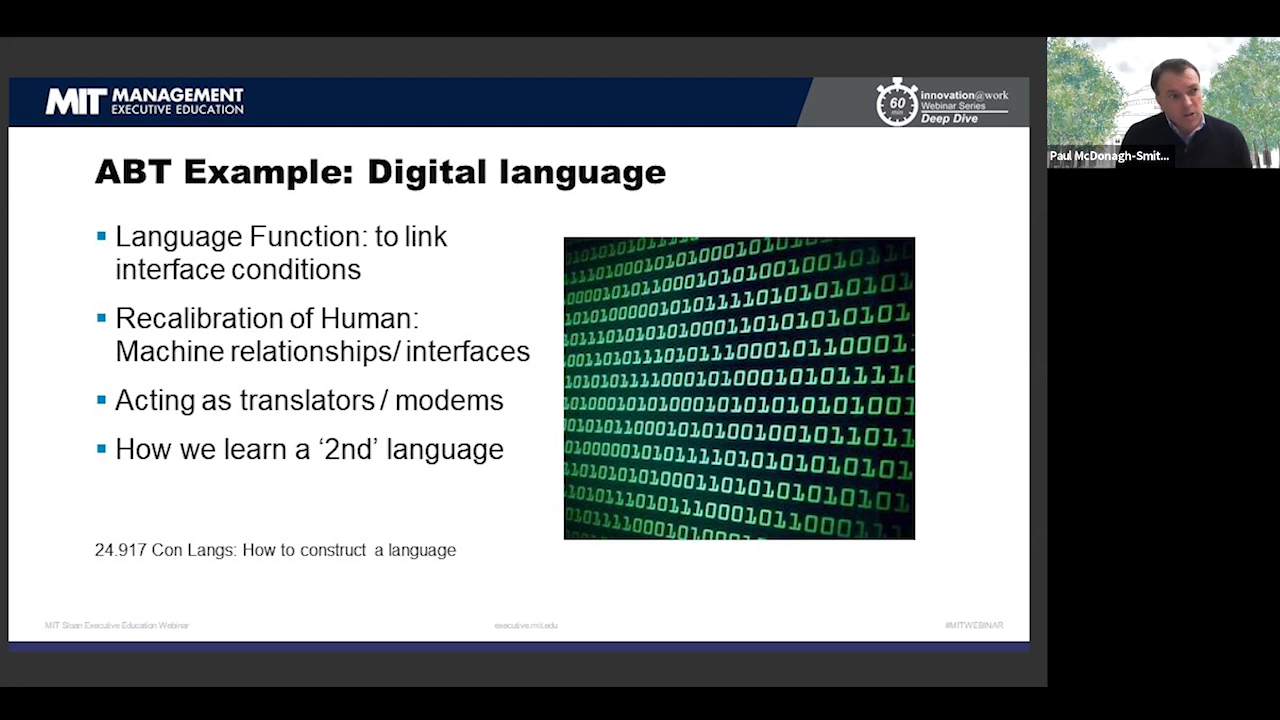 MIT MANAGEMENT
EXECUTIVE EDUCATION
60
min
innovation@work
Webinar Series
Deep Dive
Paul McDonagh-Smit...
ABT Example: Digital language
Language Function: to link
interface conditions
Recalibration of Human:
Machine relationships/ interfaces
Acting as translators / modems
How we learn a ‘2nd’ language
24.917 Con Langs: How to construct a language
MIT Sloan Executive Education Webinar
executive.mit.edu
#MITWEBINAR